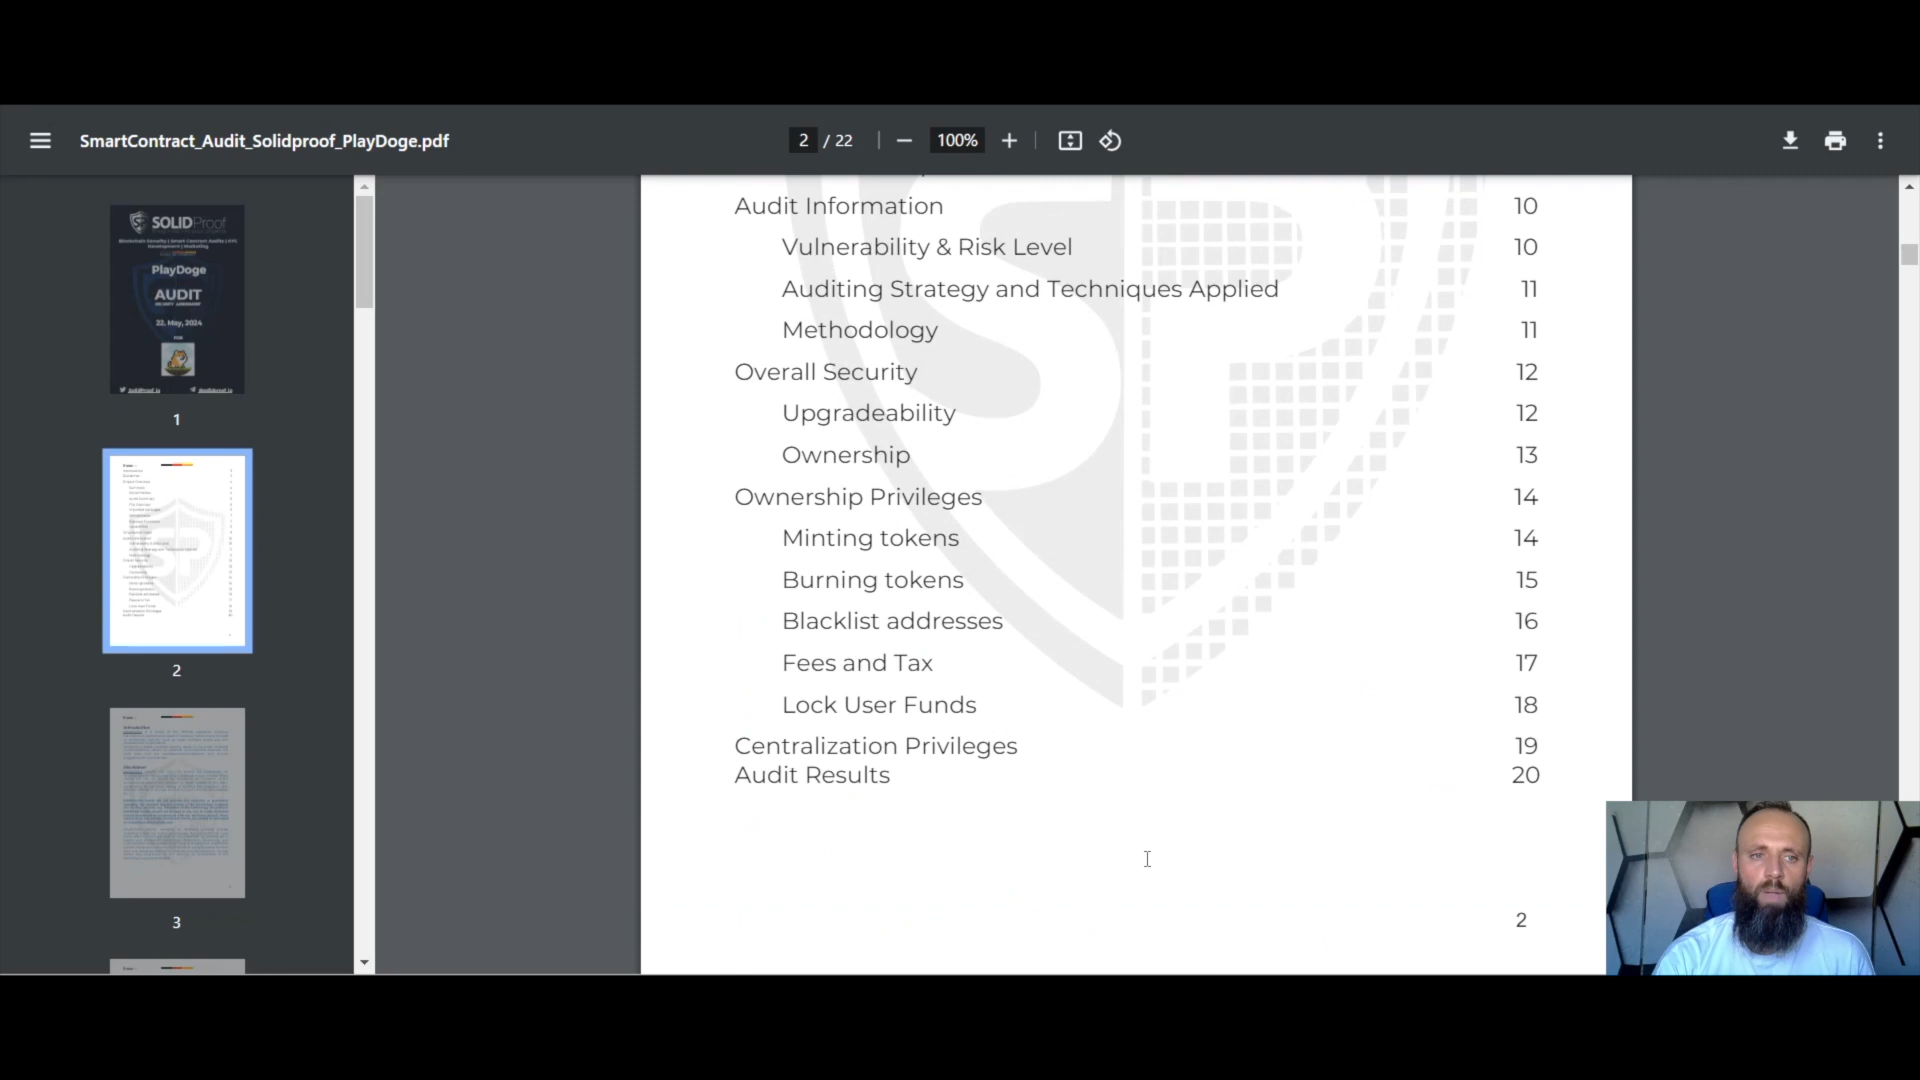 SmartContract_Audit_Solidproof_PlayDoge.pdf
2 / 22
100%
SOLIDProof
PlayDoge
AUDIT
22. May, 2024
1
2
3
Audit Information 10
Vulnerability & Risk Level 10
Auditing Strategy and Techniques Applied 11
Methodology 11
Overall Security 12
Upgradeability 12
Ownership 13
Ownership Privileges 14
Minting tokens 14
Burning tokens 15
Blacklist addresses 16
Fees and Tax 17
Lock User Funds 18
Centralization Privileges 19
Audit Results 20
2